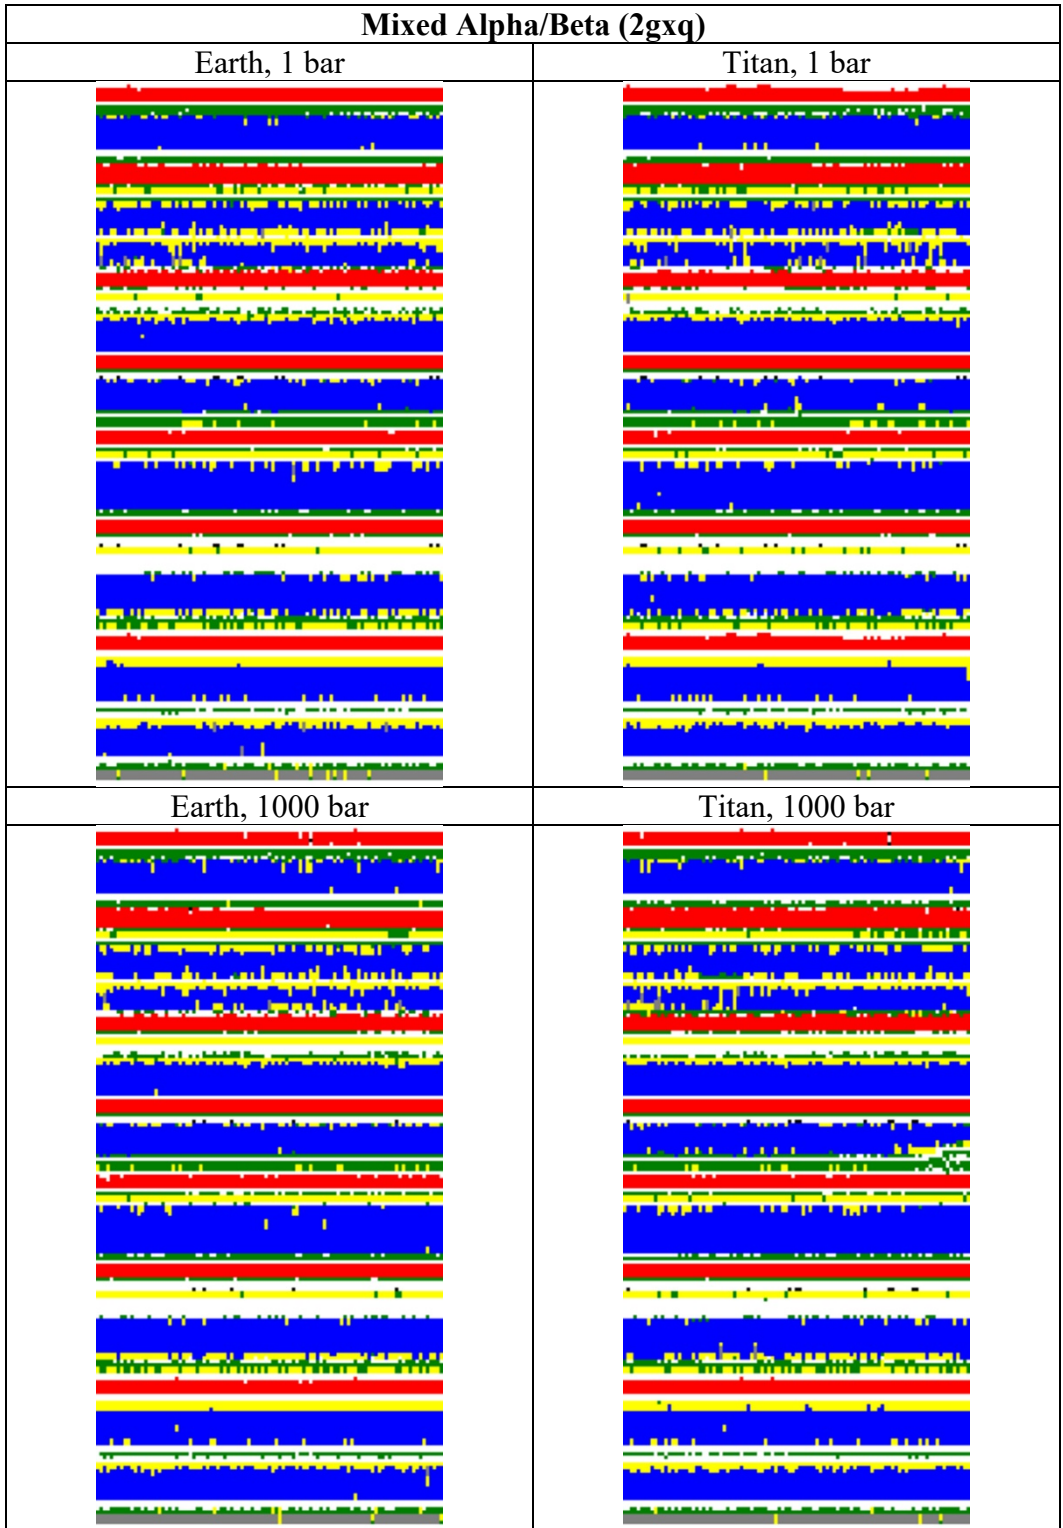 Mixed Alpha/Beta (2gxq)
Earth, 1 bar
Titan, 1 bar
Earth, 1000 bar
Titan, 1000 bar